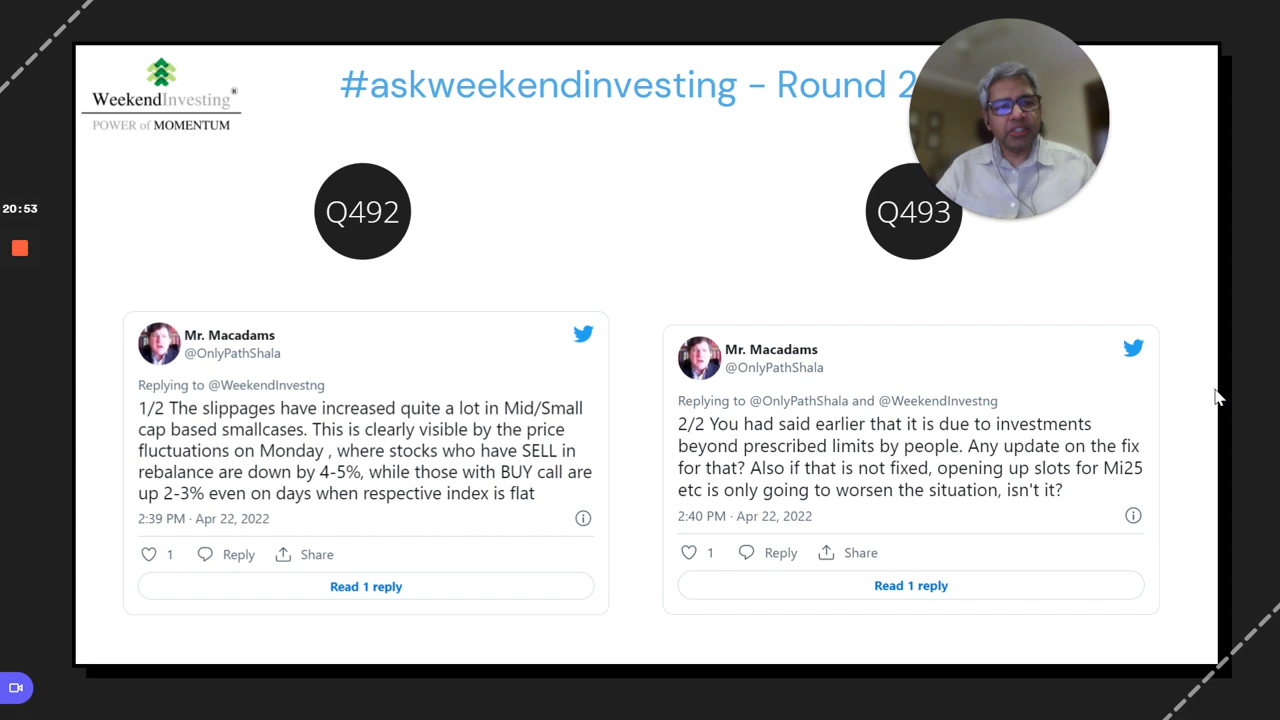 WeekendInvesting®
POWER of MOMENTUM
#askweekendinvesting - Round 2
20:53
Q492
Q493
Mr. Macadams
@OnlyPathShala
Replying to @WeekendInvestng
1/2 The slippages have increased quite a lot in Mid/Small
cap based smallcases. This is clearly visible by the price
fluctuations on Monday , where stocks who have SELL in
rebalance are down by 4-5%, while those with BUY call are
up 2-3% even on days when respective index is flat
2:39 PM · Apr 22, 2022
1 Reply Share
Read 1 reply
Mr. Macadams
@OnlyPathShala
Replying to @OnlyPathShala and @WeekendInvestng
2/2 You had said earlier that it is due to investments
beyond prescribed limits by people. Any update on the fix
for that? Also if that is not fixed, opening up slots for Mi25
etc is only going to worsen the situation, isn't it?
2:40 PM · Apr 22, 2022
1 Reply Share
Read 1 reply